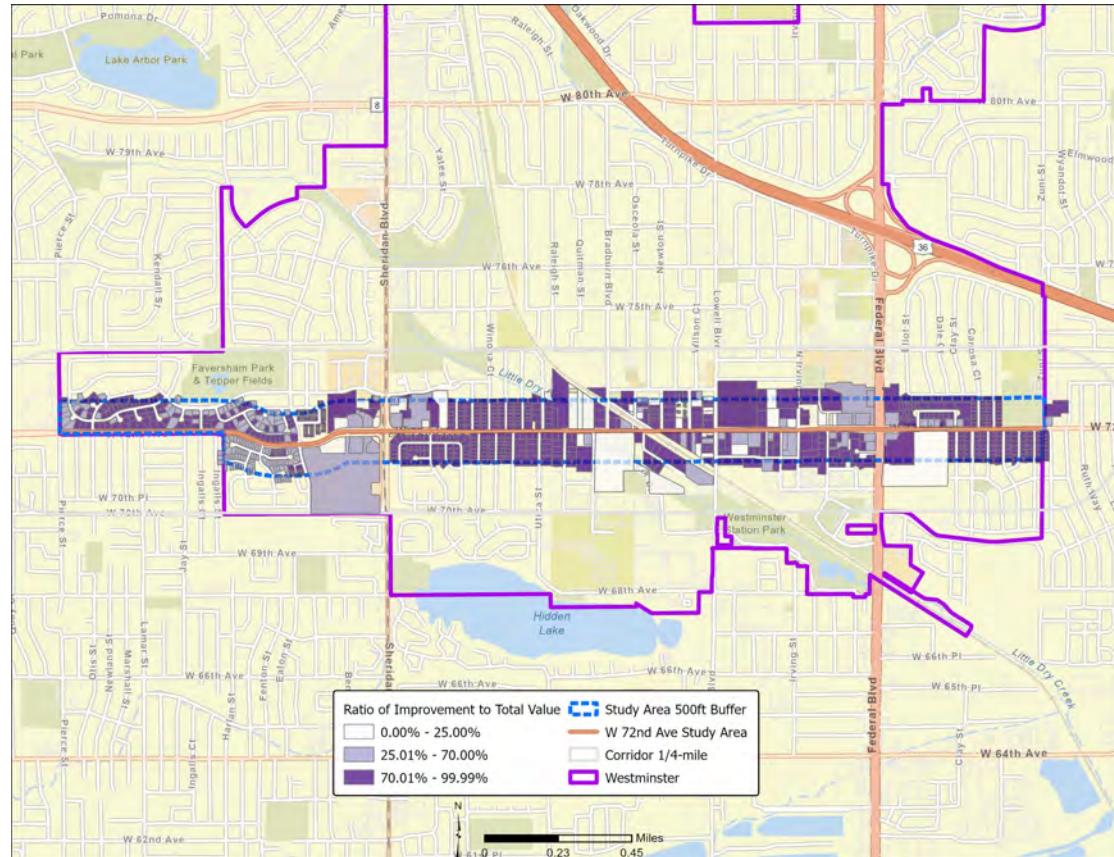 Pomona Dr
Lake Arbor Park
Raleigh St
Oakwood Dr
W 80th Ave
80th Ave
8
W 79th Ave
Turnpike Dr
Zuni St
Wyandot St
Elmwood
Yates St
W 78th Ave
Pierce St
Kendall St
Sheridan Blvd
Osceola St
Newton St
Bradburn Blvd
Quitman St
Raleigh St
Turnpike Dr
36
W 76th Ave
W 75th Ave
Lowell Blvd
Federal Blvd
Eliot St
Clay St
Carosa Ct
Winona Ct
Faversham Park
& Tepper Fields
Little Dry
W 72
Ruth Way
Ingalls Ct
Ingalls St
W 70th Pl
W 70th Ave
Utica St
Pierce St
Jay St
W 69th Ave
Westminster
Station Park
W 68th Ave
Hidden
Lake
Otis St
Newland St
Marshall St
Lamar St
Harlan St
Fenton St
Eaton St
W 66th Ave
W 66th Ave
Irving St
W 66th Pl
W 65th Pl
Little Dry Creek
Federal Blvd
Clay St
W 64th Ave
Pierce St
Ingalls Ct
W 62nd Ave
Ratio of Improvement to Total Value
0.00% - 25.00%
25.01% - 70.00%
70.01% - 99.99%
Study Area 500ft Buffer
W 72nd Ave Study Area
Corridor 1/4-mile
Westminster
N
Miles
0 0.23 0.45